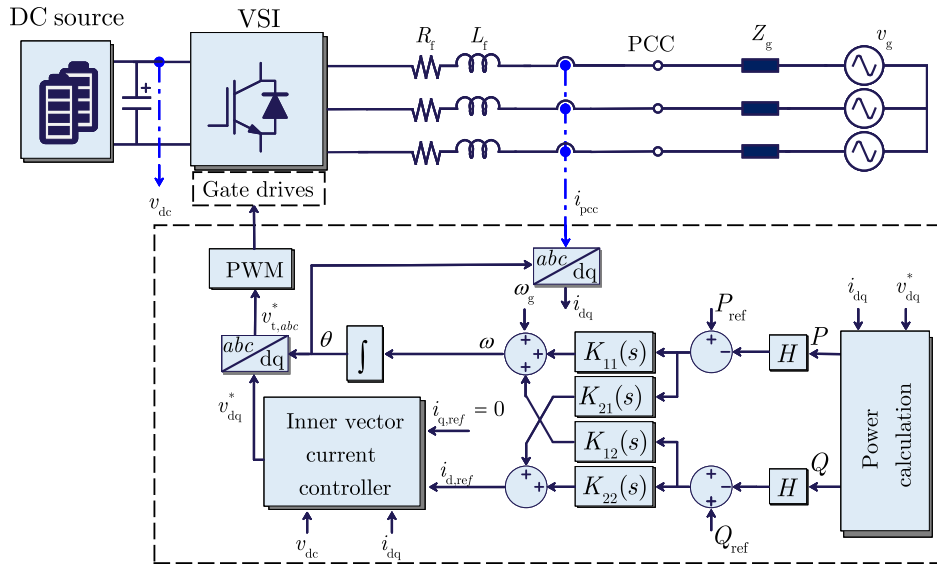 DC source
VSI
R_f
L_f
PCC
Z_g
v_g
+
v_dc
Gate drives
i_pcc
PWM
abc
dq
ω_g
i_dq
P_ref
i_dq
v*_dq
v*_t,abc
abc
dq
θ
∫
ω
+
+
+
K_11(s)
+
−
H
P
K_21(s)
v*_dq
Inner vector
current
controller
i_q,ref = 0
K_12(s)
Power
calculation
i_d,ref
+
+
K_22(s)
−
+
H
Q
v_dc
i_dq
Q_ref